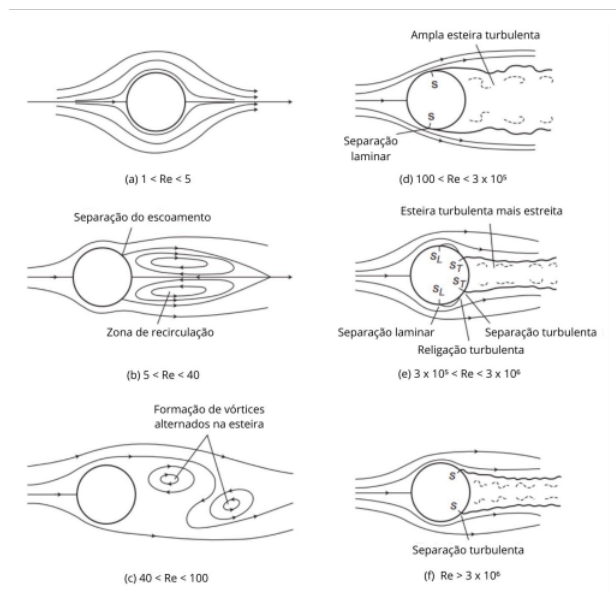 (a) 1 < Re < 5
Separação do escoamento
Zona de recirculação
(b) 5 < Re < 40
Formação de vórtices
alternados na esteira
(c) 40 < Re < 100
Ampla esteira turbulenta
S
S
Separação
laminar
(d) 100 < Re < 3 x 10⁵
Esteira turbulenta mais estreita
S_L S_T
S_T
S_L
Separação laminar
Separação turbulenta
Religação turbulenta
(e) 3 x 10⁵ < Re < 3 x 10⁶
S
S
Separação turbulenta
(f) Re > 3 x 10⁶